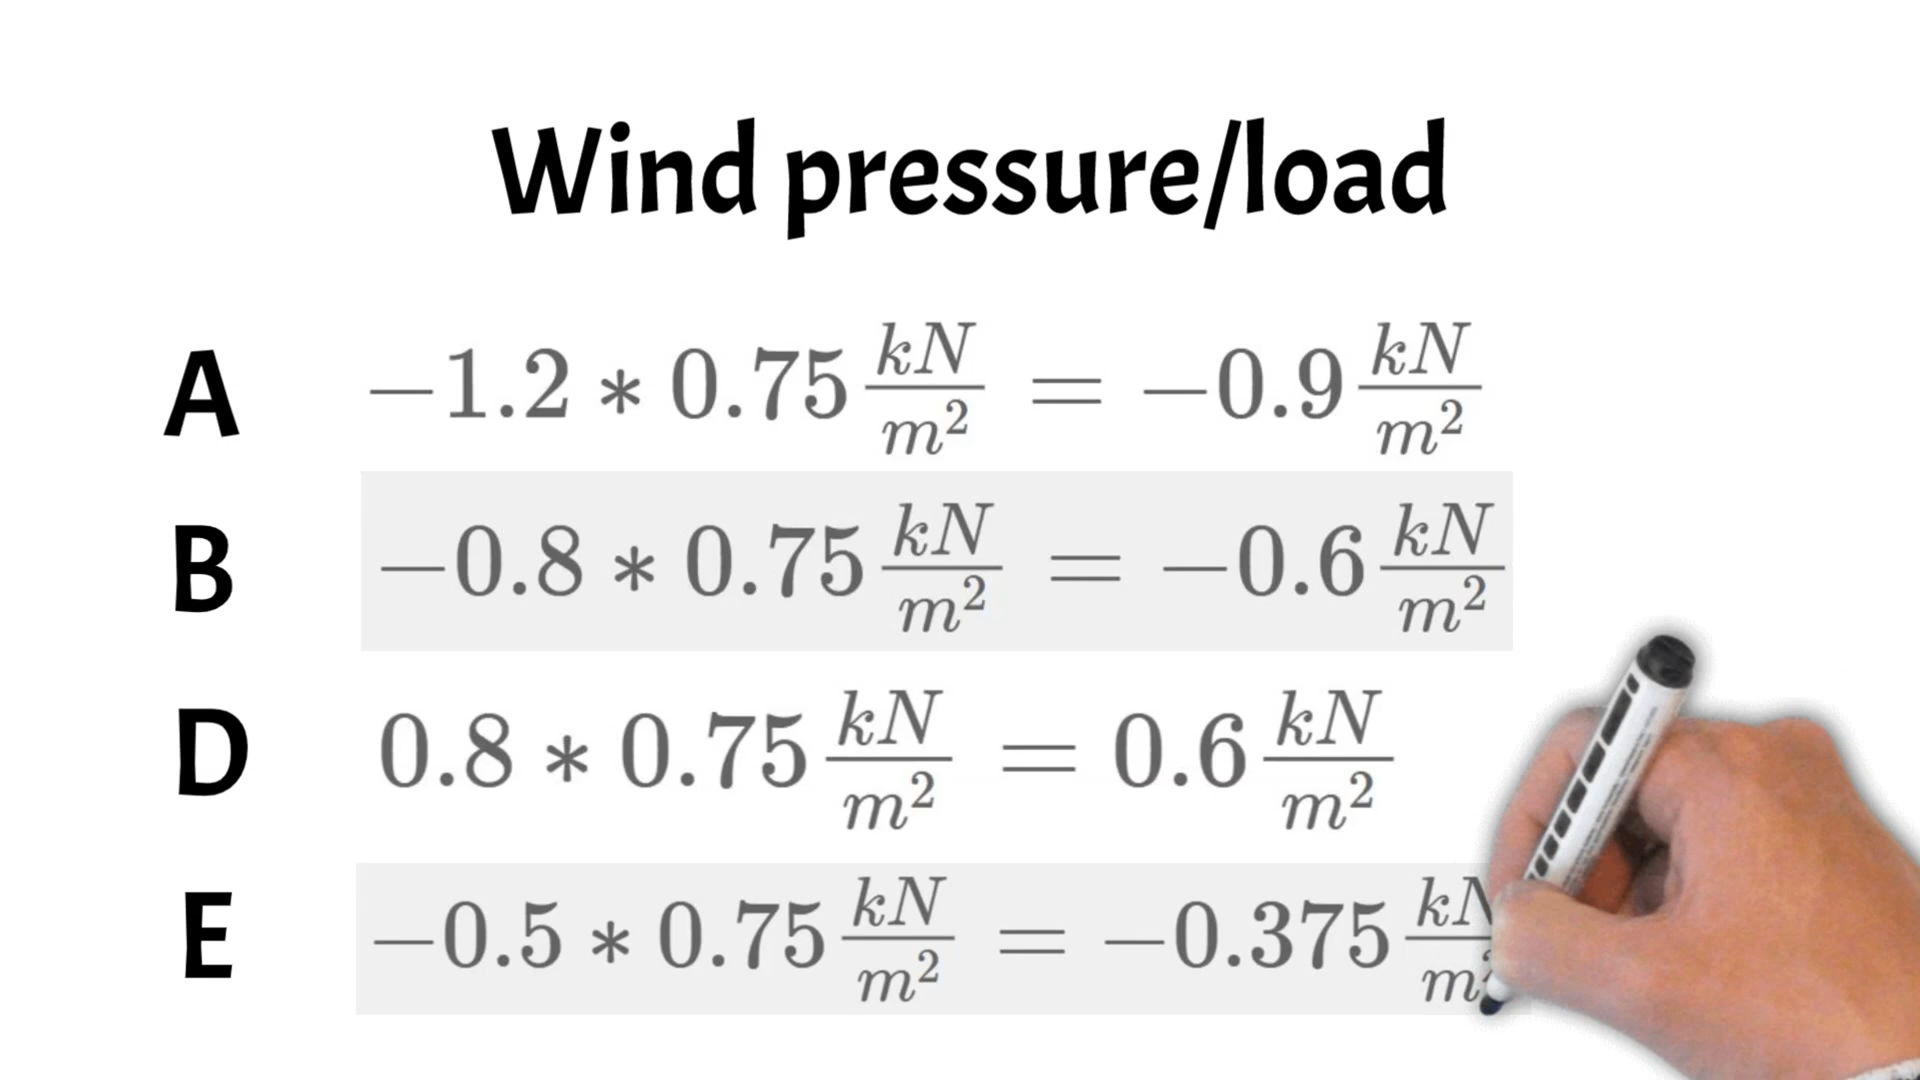 Wind pressure/load
A −1.2 * 0.75 kN/m² = −0.9 kN/m²
B −0.8 * 0.75 kN/m² = −0.6 kN/m²
D 0.8 * 0.75 kN/m² = 0.6 kN/m²
E −0.5 * 0.75 kN/m² = −0.375 kN/m²